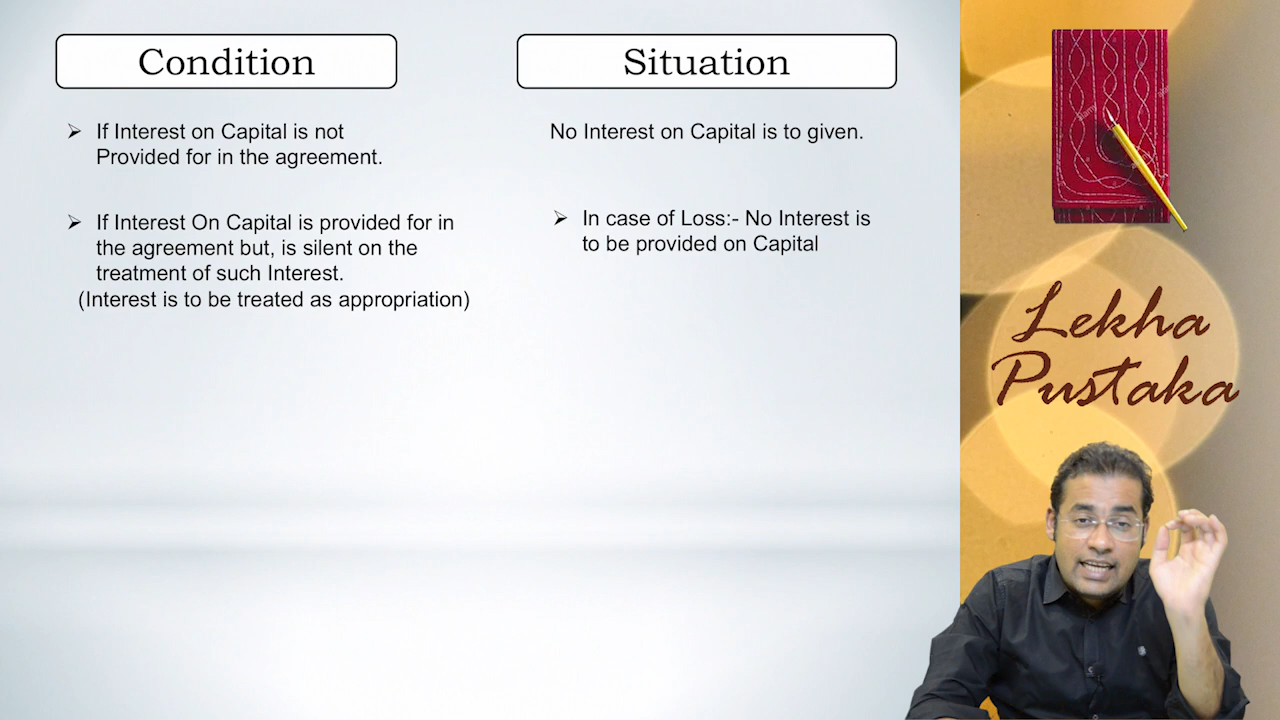 Condition
Situation
➢ If Interest on Capital is not
Provided for in the agreement.
No Interest on Capital is to given.
➢ If Interest On Capital is provided for in
the agreement but, is silent on the
treatment of such Interest.
(Interest is to be treated as appropriation)
➢ In case of Loss:- No Interest is
to be provided on Capital
Lekha
Pustaka